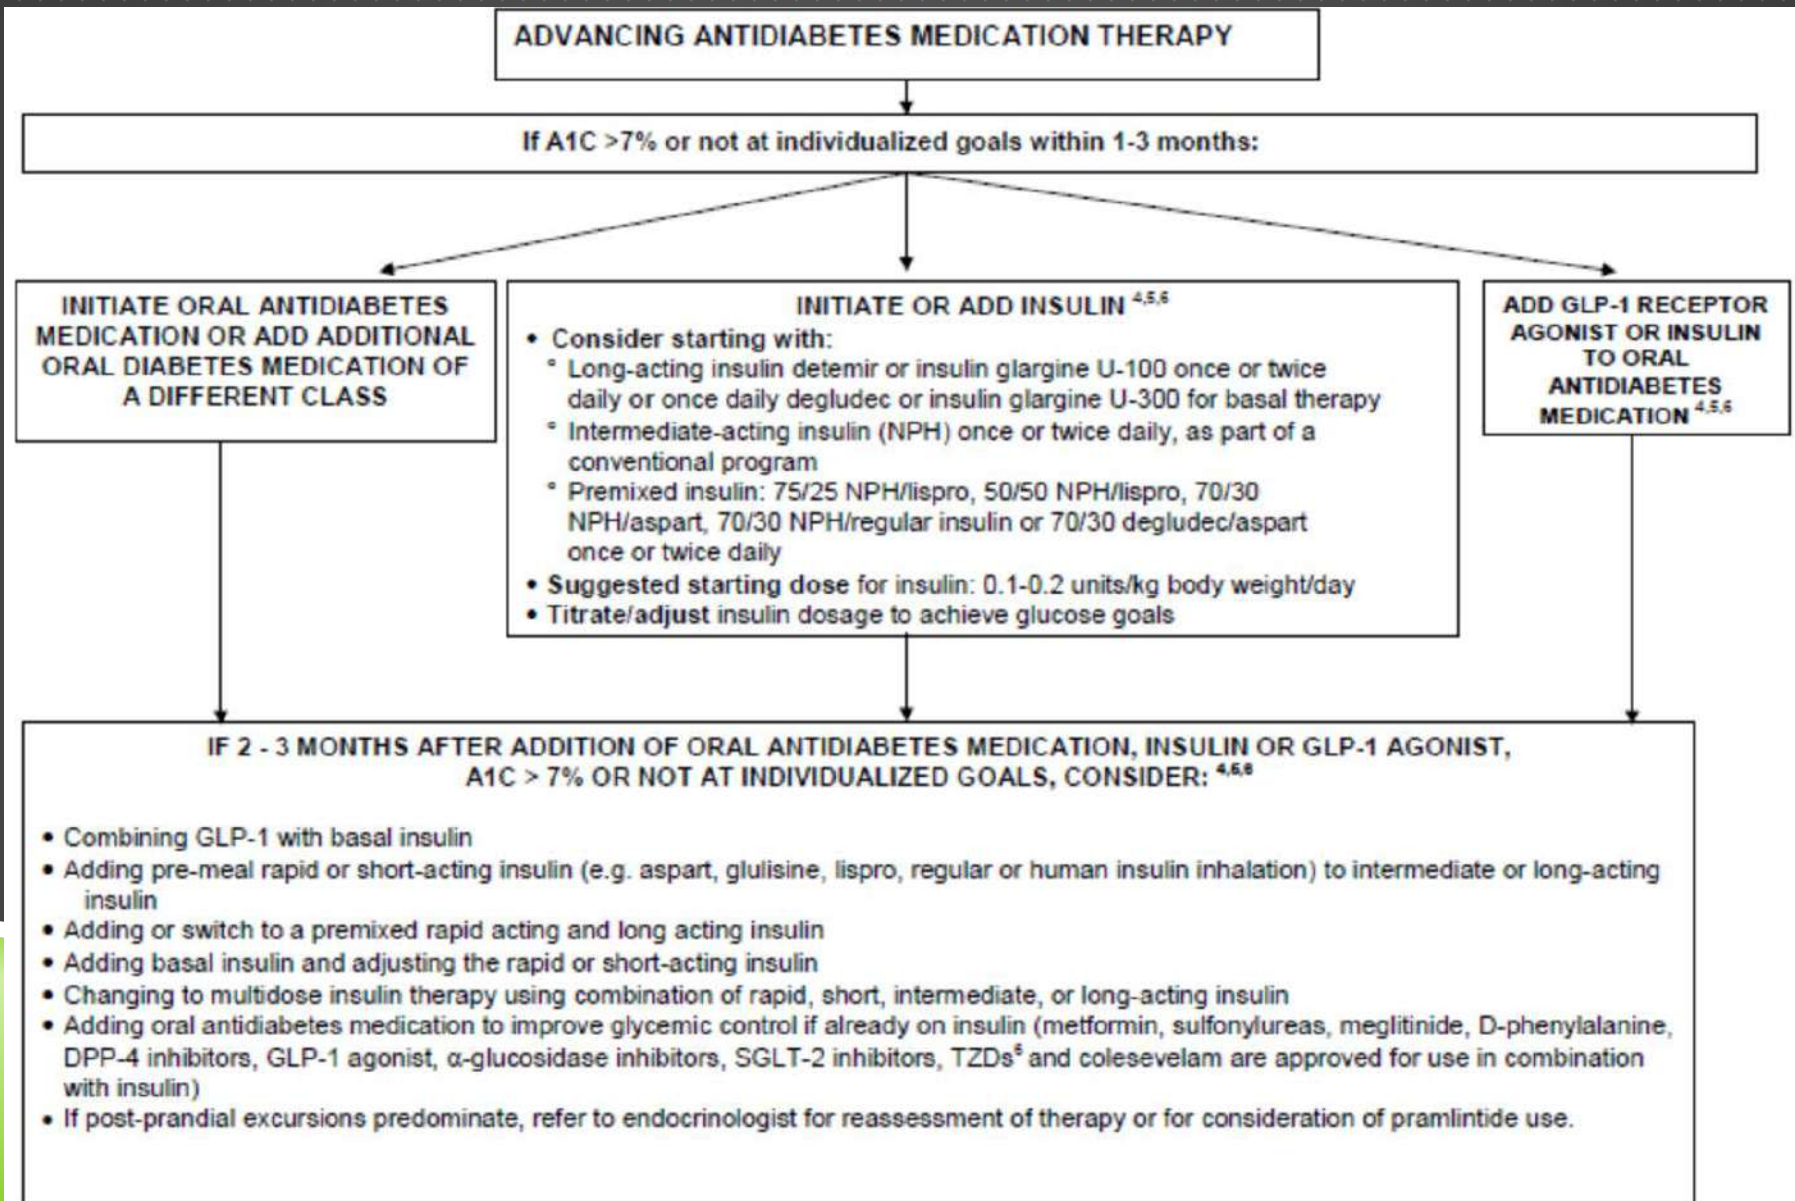 ADVANCING ANTIDIABETES MEDICATION THERAPY
If A1C >7% or not at individualized goals within 1-3 months:
INITIATE ORAL ANTIDIABETES
MEDICATION OR ADD ADDITIONAL
ORAL DIABETES MEDICATION OF
A DIFFERENT CLASS
INITIATE OR ADD INSULIN 4,5,6
• Consider starting with:
° Long-acting insulin detemir or insulin glargine U-100 once or twice
daily or once daily degludec or insulin glargine U-300 for basal therapy
° Intermediate-acting insulin (NPH) once or twice daily, as part of a
conventional program
° Premixed insulin: 75/25 NPH/lispro, 50/50 NPH/lispro, 70/30
NPH/aspart, 70/30 NPH/regular insulin or 70/30 degludec/aspart
once or twice daily
• Suggested starting dose for insulin: 0.1-0.2 units/kg body weight/day
• Titrate/adjust insulin dosage to achieve glucose goals
ADD GLP-1 RECEPTOR
AGONIST OR INSULIN
TO ORAL
ANTIDIABETES
MEDICATION 4,5,6
IF 2 - 3 MONTHS AFTER ADDITION OF ORAL ANTIDIABETES MEDICATION, INSULIN OR GLP-1 AGONIST,
A1C > 7% OR NOT AT INDIVIDUALIZED GOALS, CONSIDER: 4,5,6
• Combining GLP-1 with basal insulin
• Adding pre-meal rapid or short-acting insulin (e.g. aspart, glulisine, lispro, regular or human insulin inhalation) to intermediate or long-acting
insulin
• Adding or switch to a premixed rapid acting and long acting insulin
• Adding basal insulin and adjusting the rapid or short-acting insulin
• Changing to multidose insulin therapy using combination of rapid, short, intermediate, or long-acting insulin
• Adding oral antidiabetes medication to improve glycemic control if already on insulin (metformin, sulfonylureas, meglitinide, D-phenylalanine,
DPP-4 inhibitors, GLP-1 agonist, α-glucosidase inhibitors, SGLT-2 inhibitors, TZDs6 and colesevelam are approved for use in combination
with insulin)
• If post-prandial excursions predominate, refer to endocrinologist for reassessment of therapy or for consideration of pramlintide use.